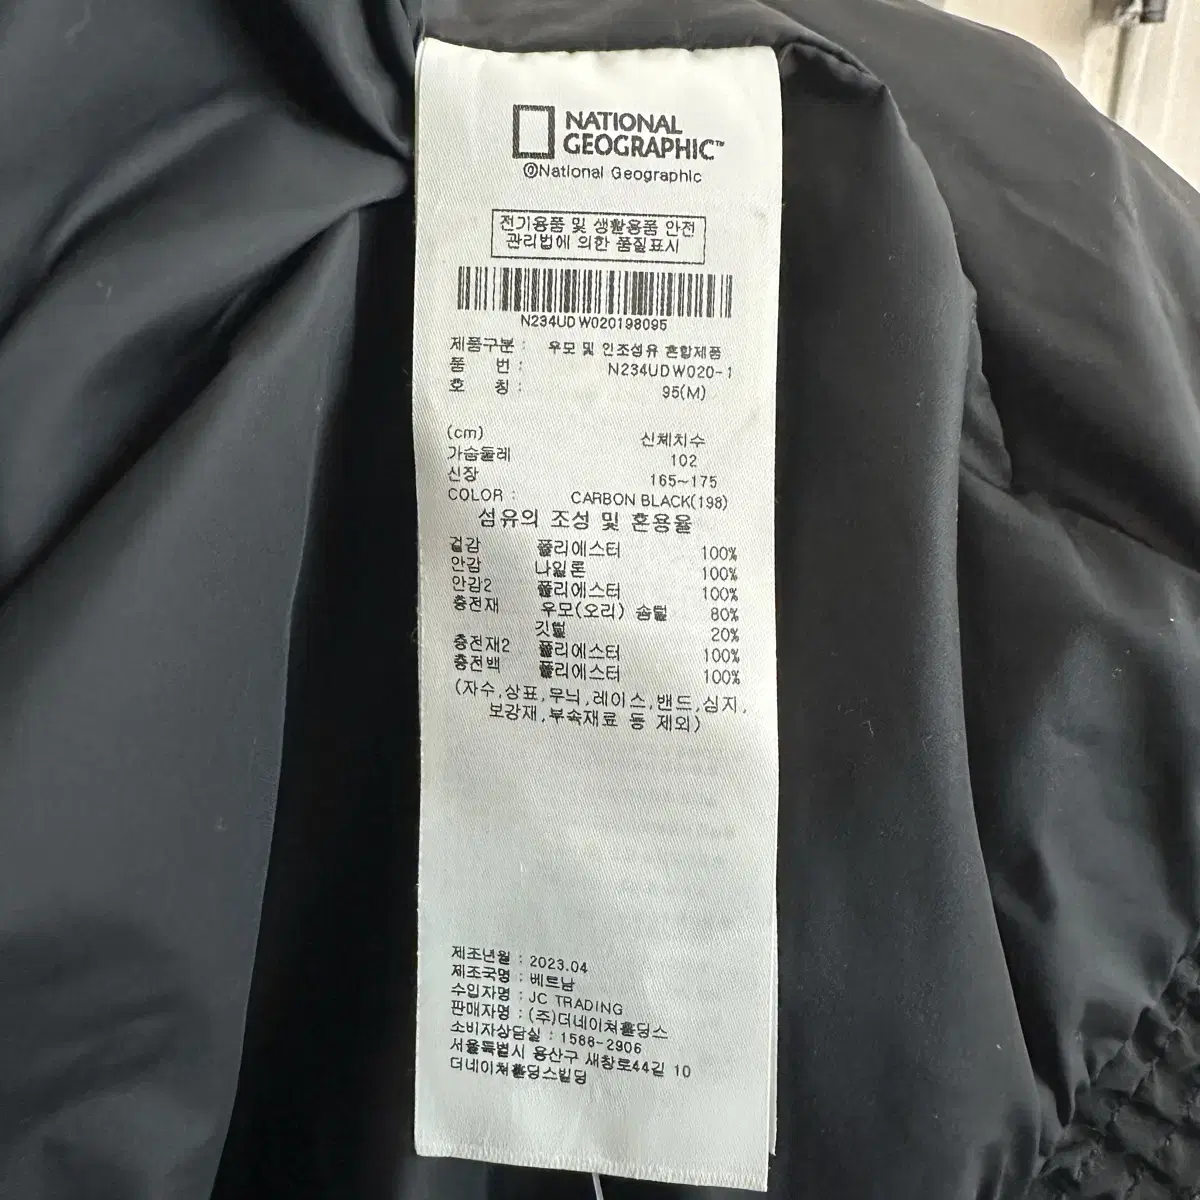 NATIONAL
GEOGRAPHIC™
©National Geographic
전기용품 및 생활용품 안전
관리법에 의한 품질표시
N234UDW020198095
제품구분 : 우모 및 인조섬유 혼합제품
품 번 : N234UDW020-1
호 칭 : 95(M)
(cm) 신체치수
가슴둘레 102
신장 165~175
COLOR : CARBON BLACK(198)
섬유의 조성 및 혼용율
겉감 폴리에스터 100%
안감 나일론 100%
안감2 폴리에스터 100%
충전재 우모(오리) 솜털 80%
깃털 20%
충전재2 폴리에스터 100%
충전백 폴리에스터 100%
(자수,상표,무늬,레이스,밴드,심지,
보강재,부속재료 등 제외)
제조년월 : 2023.04
제조국명 : 베트남
수입자명 : JC TRADING
판매자명 : (주)더네이쳐홀딩스
소비자상담실 : 1588-2906
서울특별시 용산구 새창로44길 10
더네이쳐홀딩스빌딩